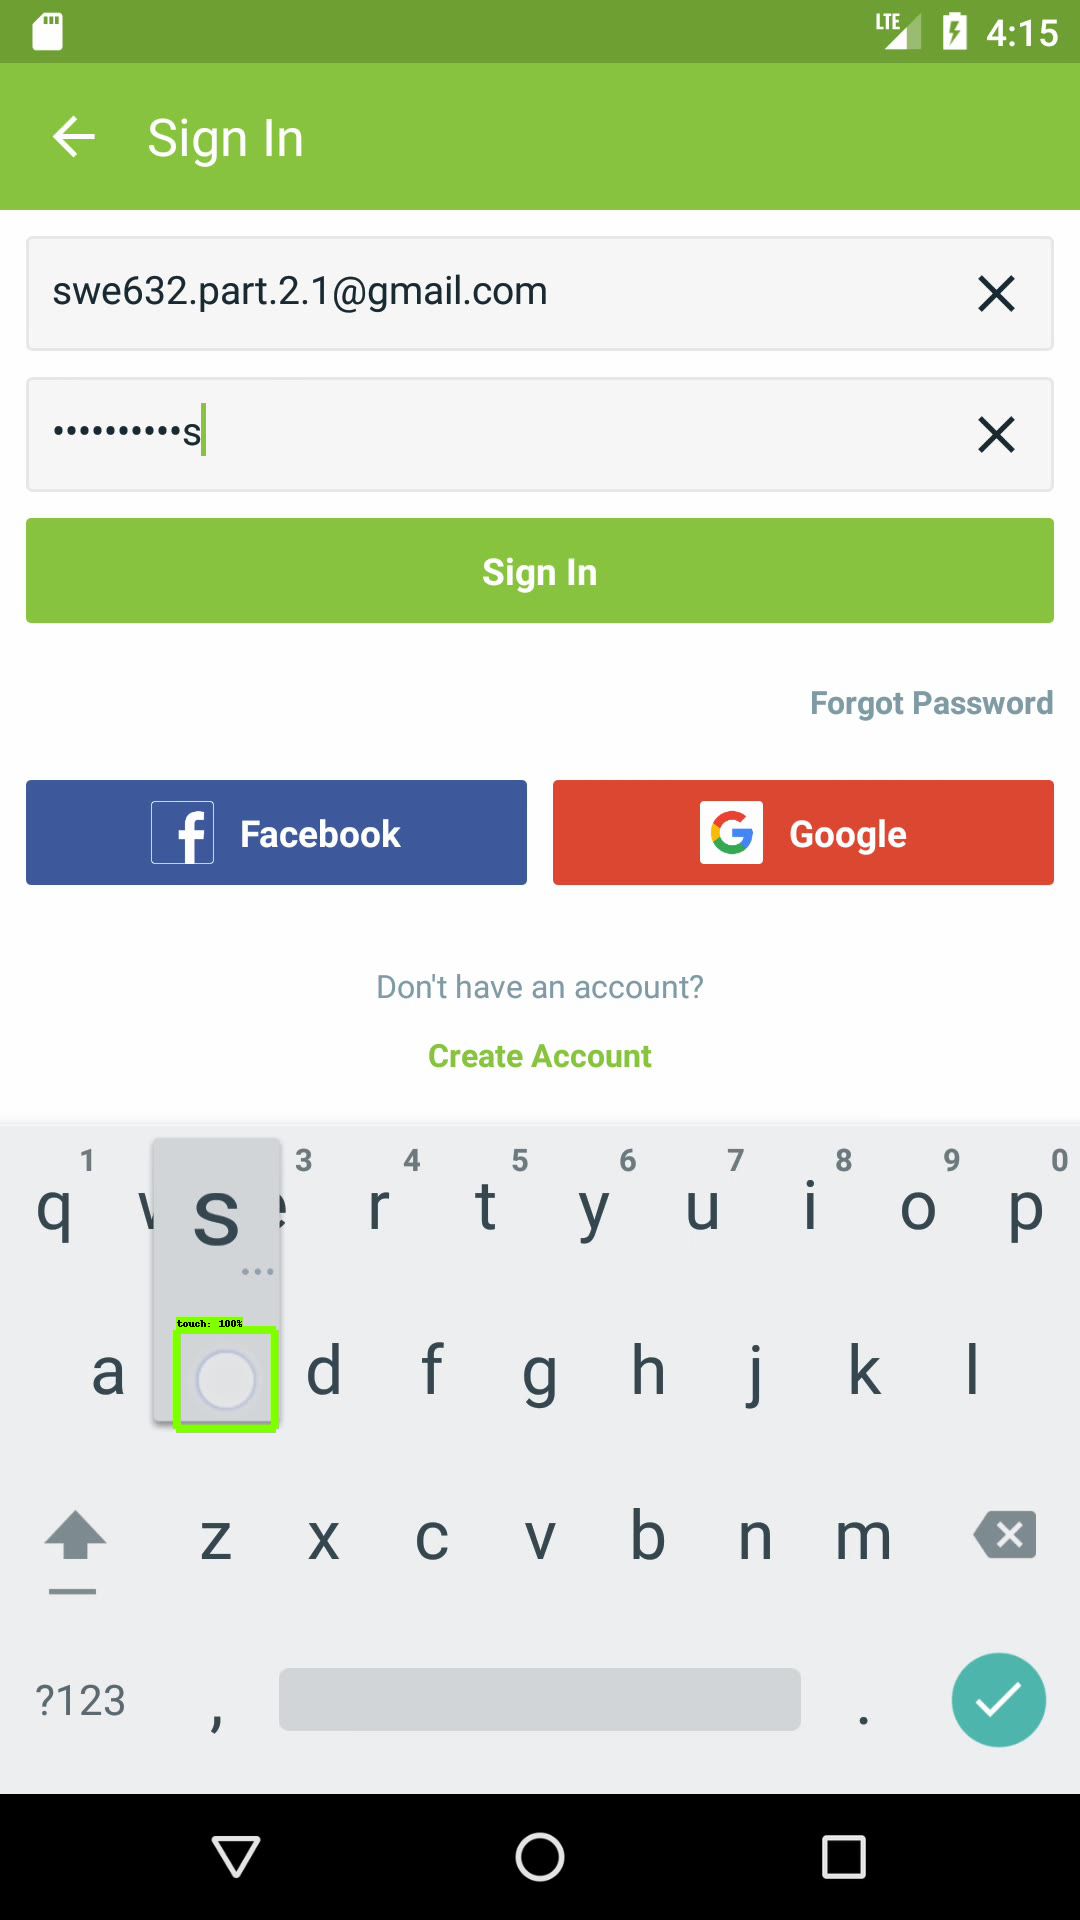 LTE 4:15
Sign In
swe632.part.2.1@gmail.com
••••••••••s
Sign In
Forgot Password
Facebook
Google
Don't have an account?
Create Account
1 3 4 5 6 7 8 9 0
q w s e r t y u i o p
touch: 100%
a d f g h j k l
z x c v b n m
?123 , .